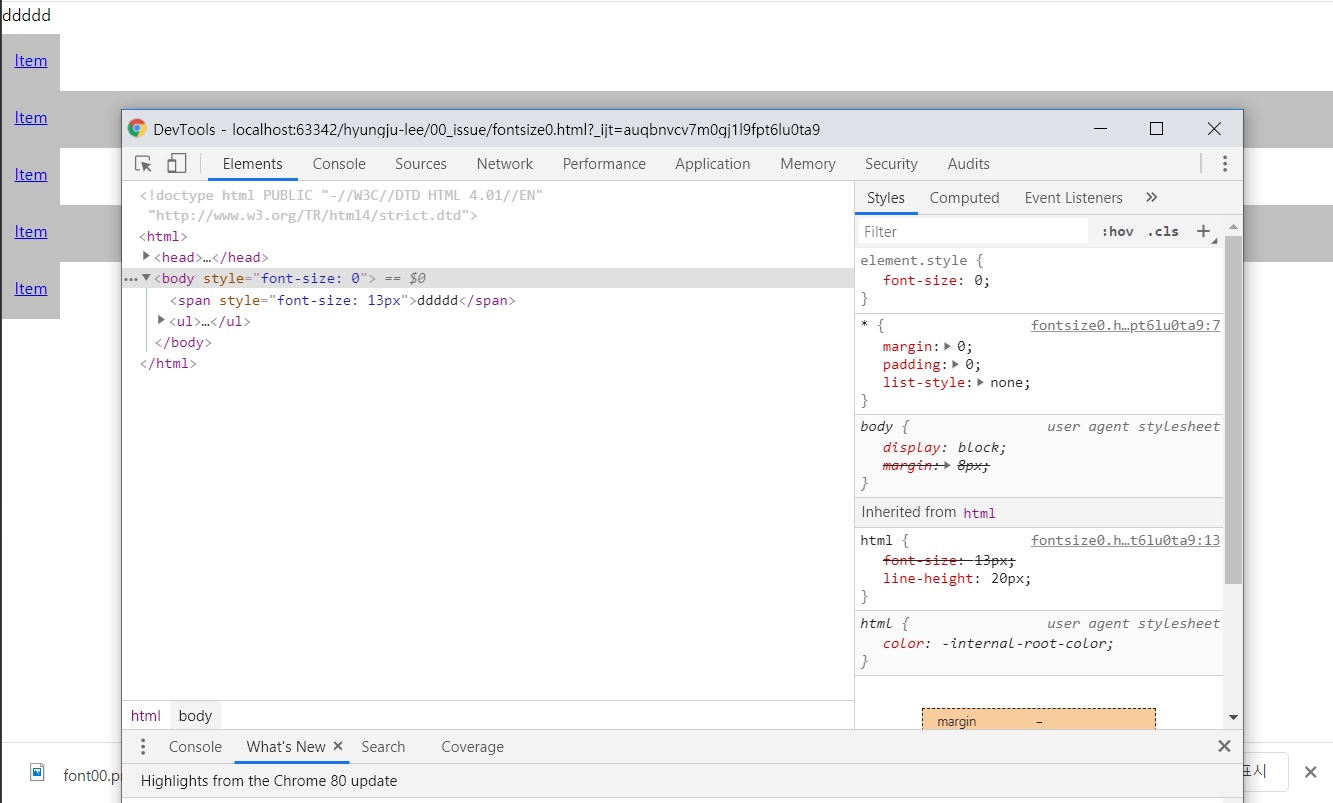 ddddd
Item
Item
Item
Item
Item
DevTools - localhost:63342/hyungju-lee/00_issue/fontsize0.html?_ijt=auqbnvcv7m0gj1l9fpt6lu0ta9
Elements Console Sources Network Performance Application Memory Security Audits
<!doctype html PUBLIC "-//W3C//DTD HTML 4.01//EN"
"http://www.w3.org/TR/html4/strict.dtd">
<html>
<head>…</head>
<body style="font-size: 0"> == $0
<span style="font-size: 13px">ddddd</span>
<ul>…</ul>
</body>
</html>
Styles Computed Event Listeners »
Filter :hov .cls +
element.style {
font-size: 0;
}
* { fontsize0.h…pt6lu0ta9:7
margin: 0;
padding: 0;
list-style: none;
}
body { user agent stylesheet
display: block;
margin: 8px;
}
Inherited from html
html { fontsize0.h…t6lu0ta9:13
font-size: 13px;
line-height: 20px;
}
html { user agent stylesheet
color: -internal-root-color;
}
margin –
html body
Console What's New × Search Coverage
Highlights from the Chrome 80 update
font00.p
표시